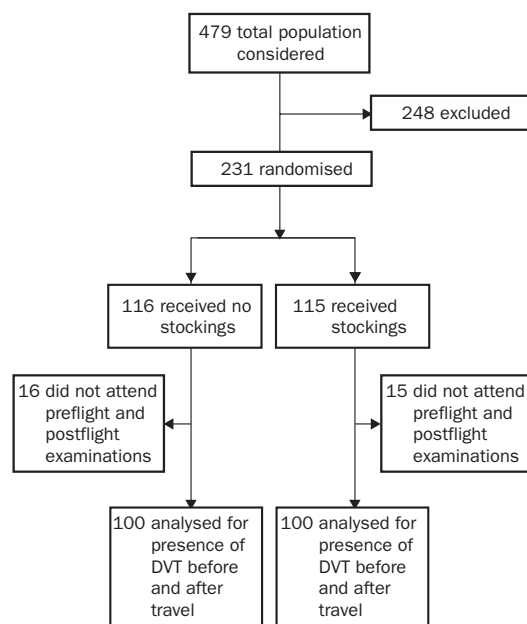 479 total population
considered
248 excluded
231 randomised
116 received no
stockings
115 received
stockings
16 did not attend
preflight and
postflight
examinations
15 did not attend
preflight and
postflight
examinations
100 analysed for
presence of
DVT before
and after
travel
100 analysed for
presence of
DVT before
and after
travel